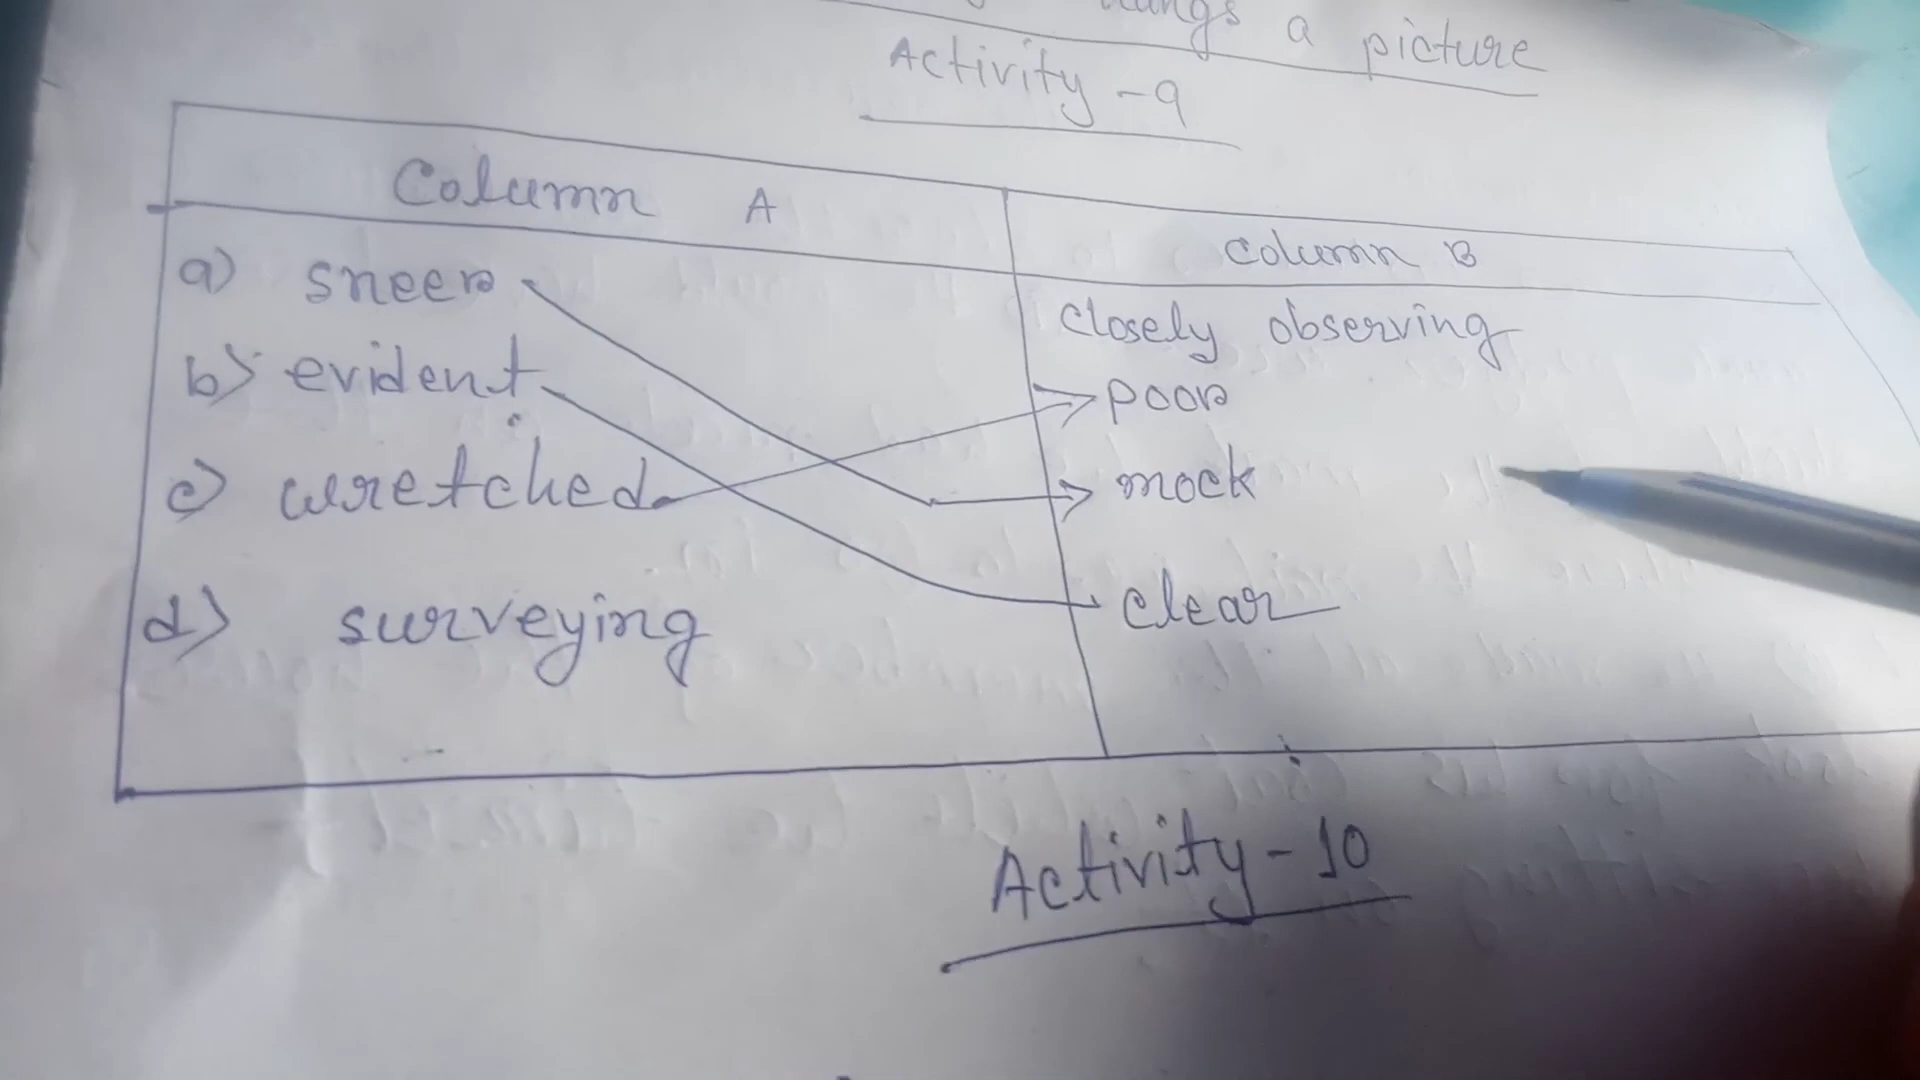 a picture
Activity - 9
Column A
Column B
a) sneer
closely observing
b) evident
poor
c) wretched
mock
d) surveying
clear
Activity - 10